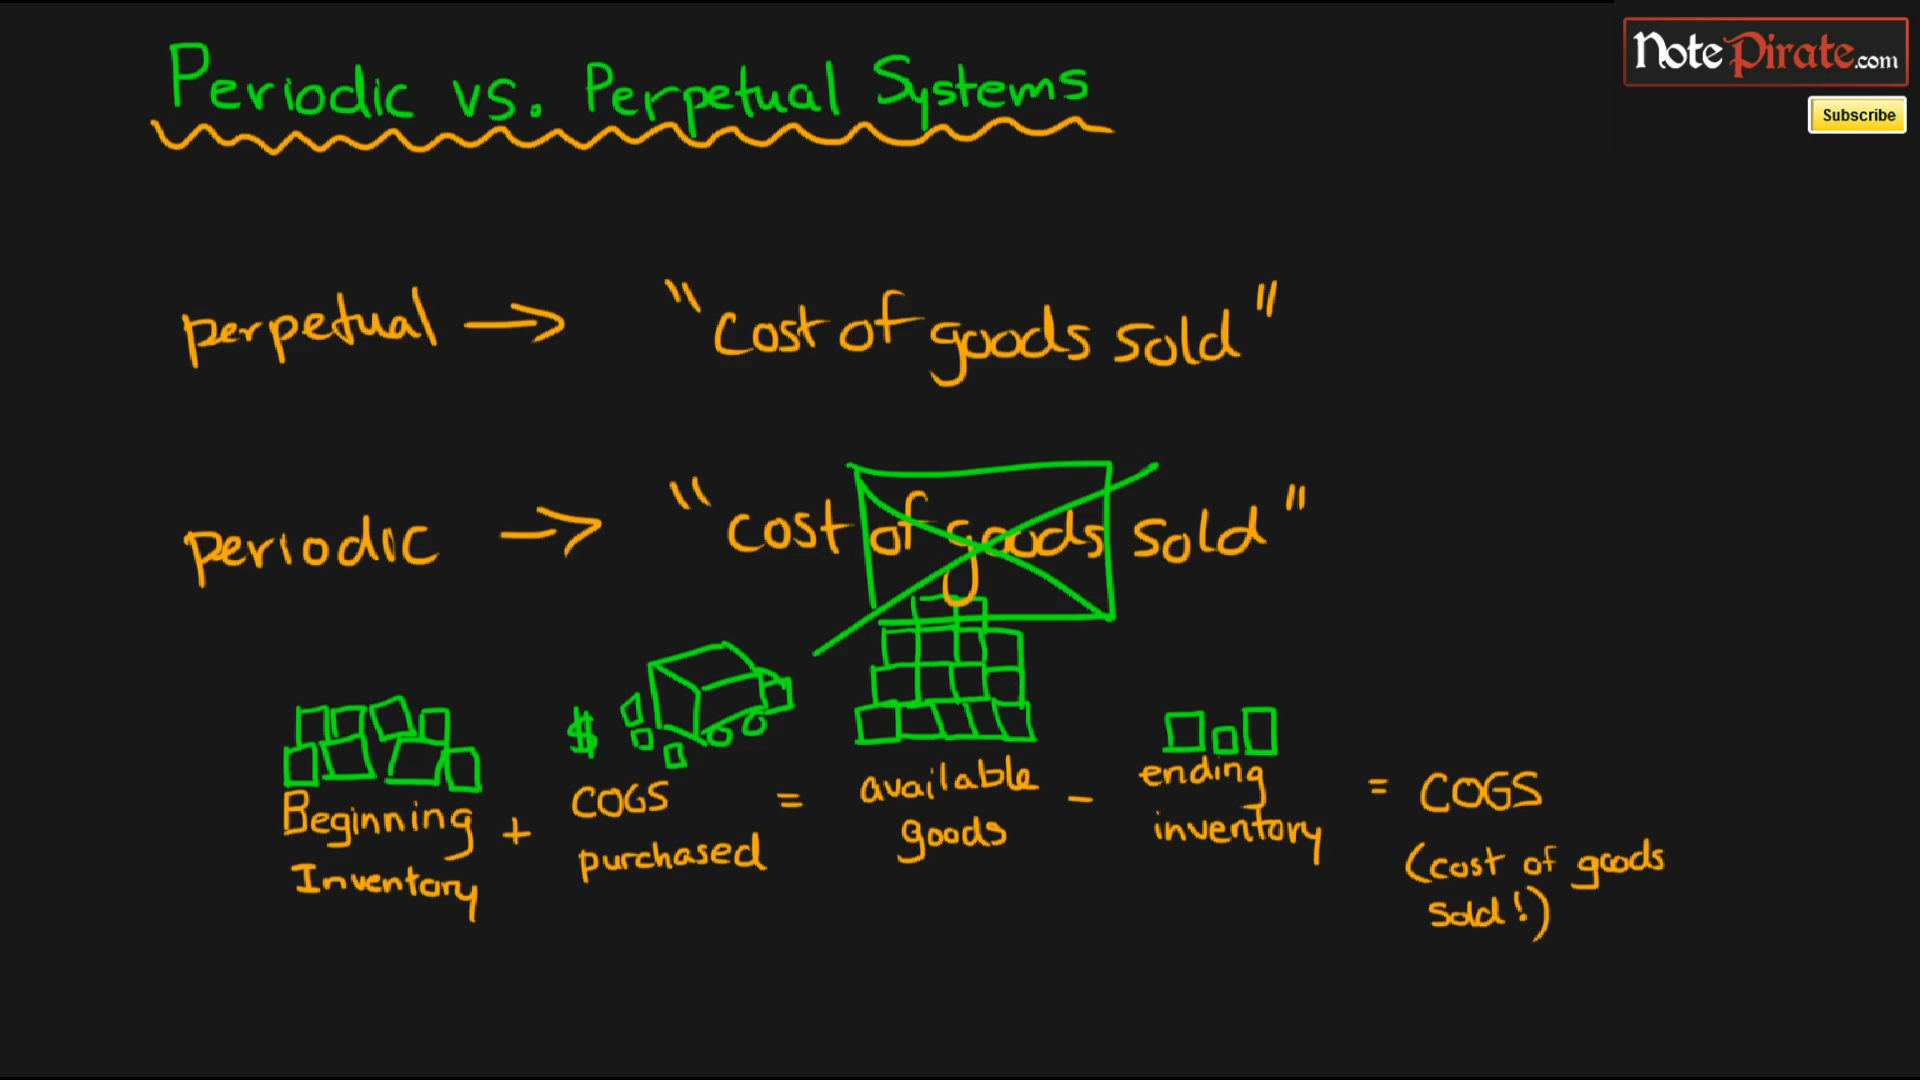 Periodic vs. Perpetual Systems
NotePirate.com
Subscribe
perpetual → "cost of goods sold"
periodic → "cost of goods sold"
$
Beginning Inventory + COGS purchased = available goods - ending inventory = COGS (cost of goods sold!)